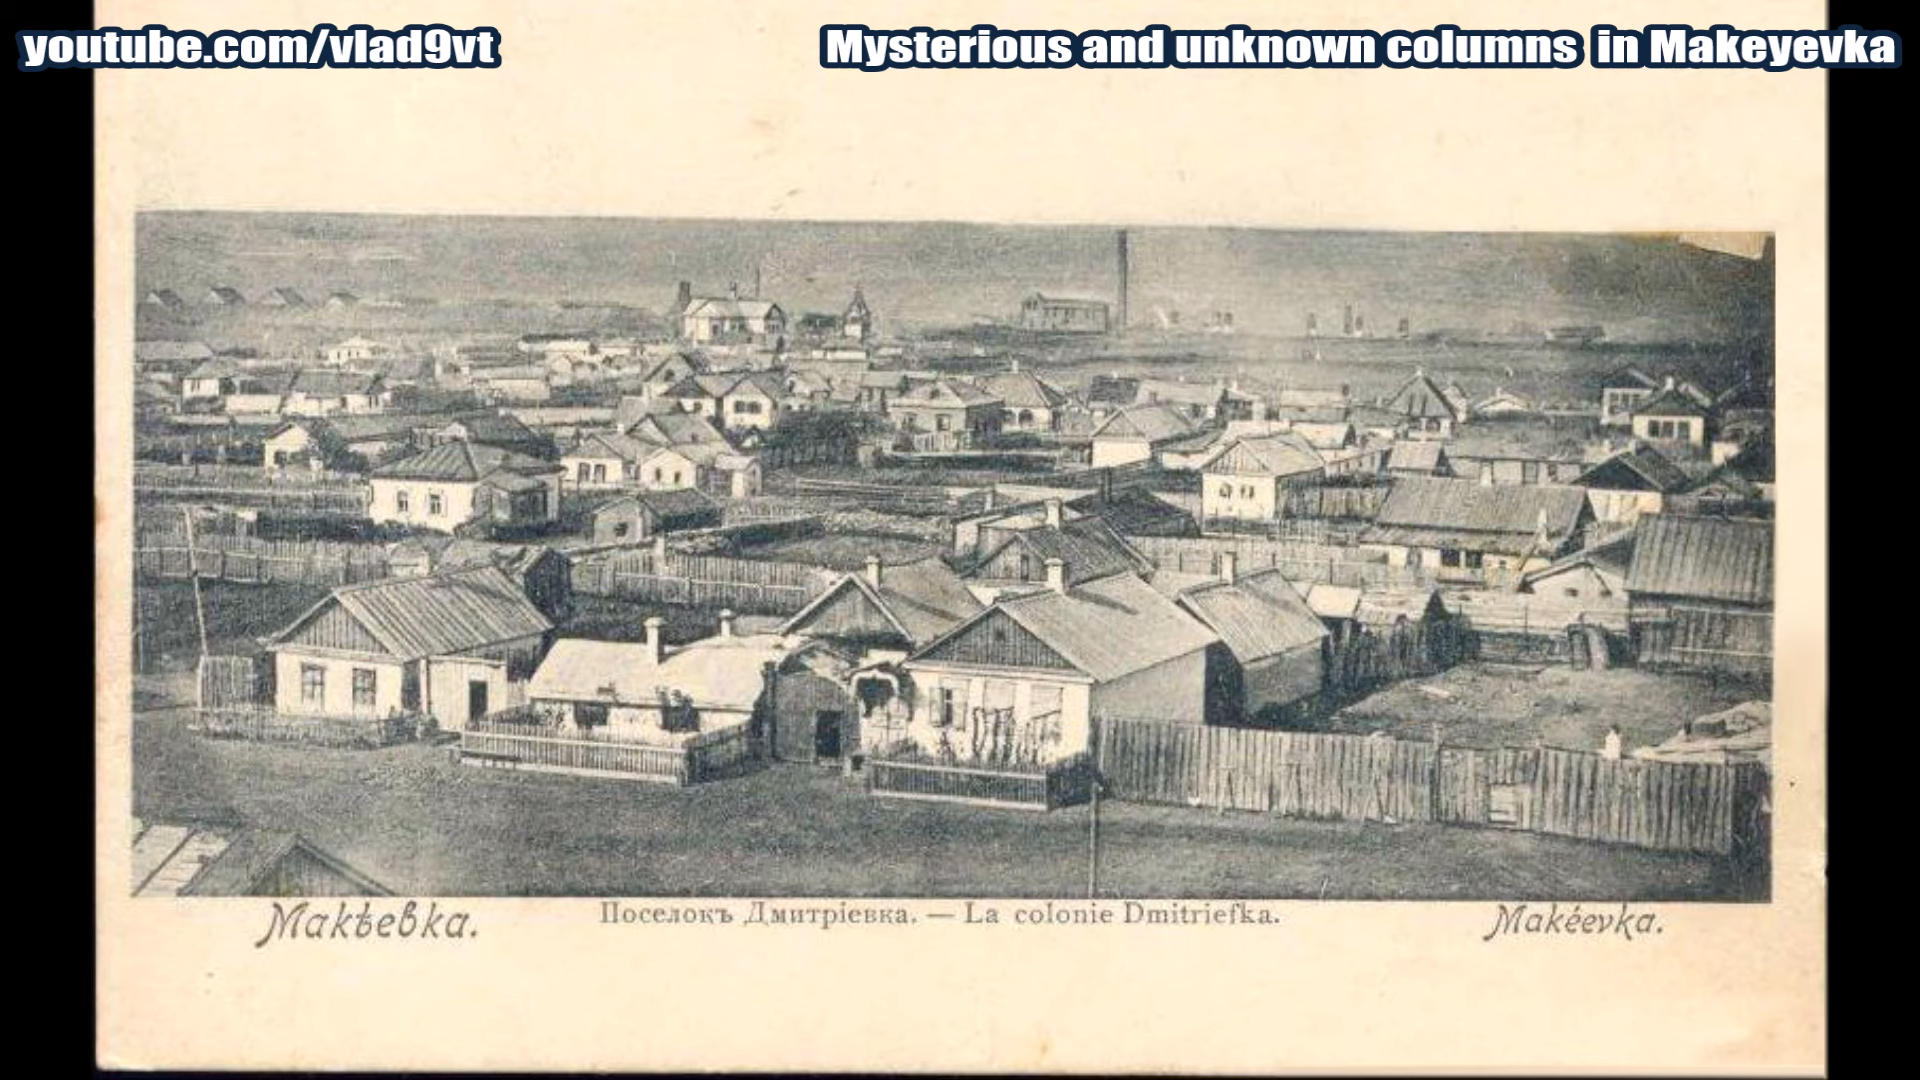 youtube.com/vlad9vt
Mysterious and unknown columns in Makeyevka
Макѣевка.
Поселокъ Дмитріевка. — La colonie Dmitriefka.
Makéevka.